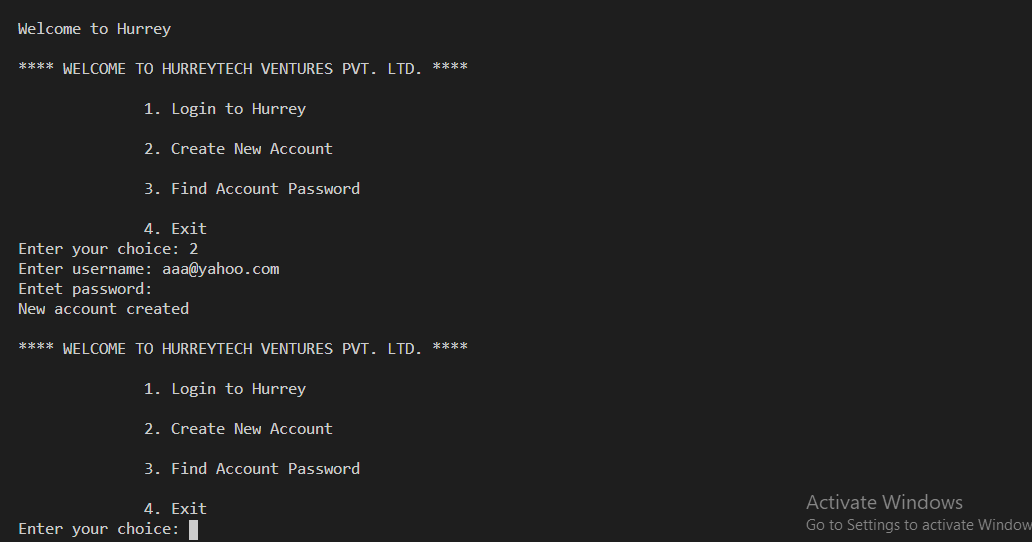 Welcome to Hurrey
**** WELCOME TO HURREYTECH VENTURES PVT. LTD. ****
1. Login to Hurrey
2. Create New Account
3. Find Account Password
4. Exit
Enter your choice: 2
Enter username: aaa@yahoo.com
Entet password:
New account created
**** WELCOME TO HURREYTECH VENTURES PVT. LTD. ****
1. Login to Hurrey
2. Create New Account
3. Find Account Password
4. Exit
Enter your choice:
Activate Windows
Go to Settings to activate Window